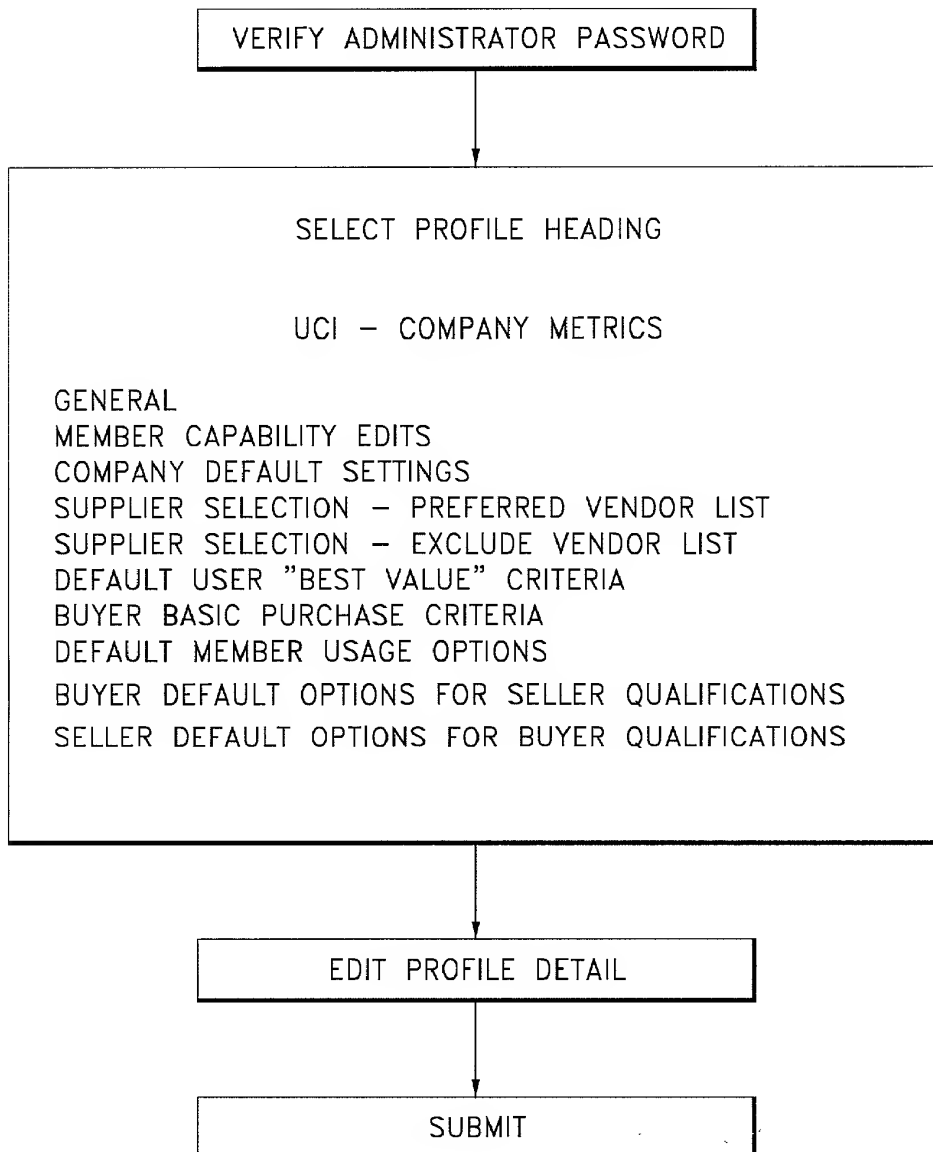 VERIFY ADMINISTRATOR PASSWORD
SELECT PROFILE HEADING
UCI – COMPANY METRICS
GENERAL
MEMBER CAPABILITY EDITS
COMPANY DEFAULT SETTINGS
SUPPLIER SELECTION – PREFERRED VENDOR LIST
SUPPLIER SELECTION – EXCLUDE VENDOR LIST
DEFAULT USER "BEST VALUE" CRITERIA
BUYER BASIC PURCHASE CRITERIA
DEFAULT MEMBER USAGE OPTIONS
BUYER DEFAULT OPTIONS FOR SELLER QUALIFICATIONS
SELLER DEFAULT OPTIONS FOR BUYER QUALIFICATIONS
EDIT PROFILE DETAIL
SUBMIT